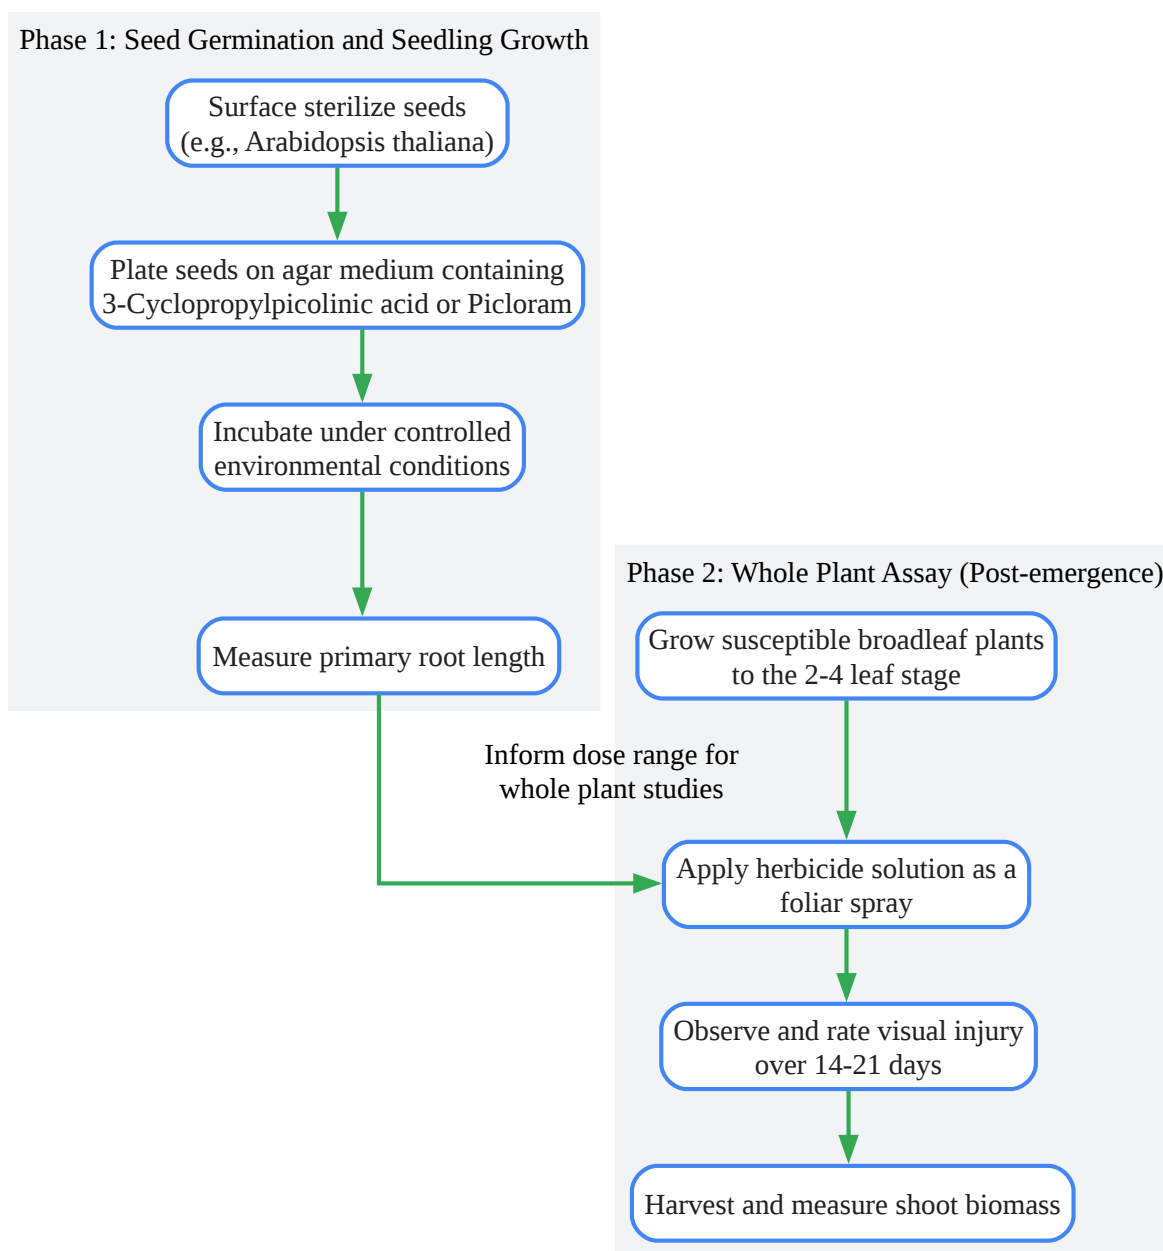 Phase 1: Seed Germination and Seedling Growth
Surface sterilize seeds
(e.g., Arabidopsis thaliana)
Plate seeds on agar medium containing
3-Cyclopropylpicolinic acid or Picloram
Incubate under controlled
environmental conditions
Measure primary root length
Inform dose range for
whole plant studies
Phase 2: Whole Plant Assay (Post-emergence)
Grow susceptible broadleaf plants
to the 2-4 leaf stage
Apply herbicide solution as a
foliar spray
Observe and rate visual injury
over 14-21 days
Harvest and measure shoot biomass